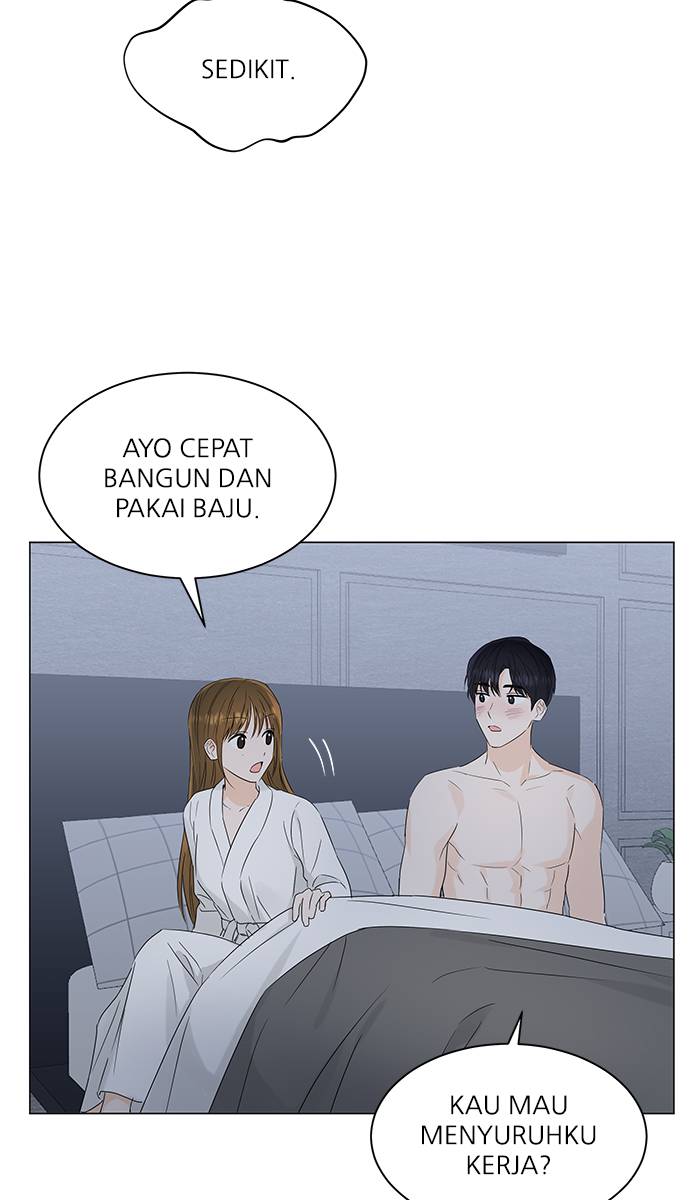 SEDIKIT.
AYO CEPAT
BANGUN DAN
PAKAI BAJU.
KAU MAU
MENYURUHKU
KERJA?